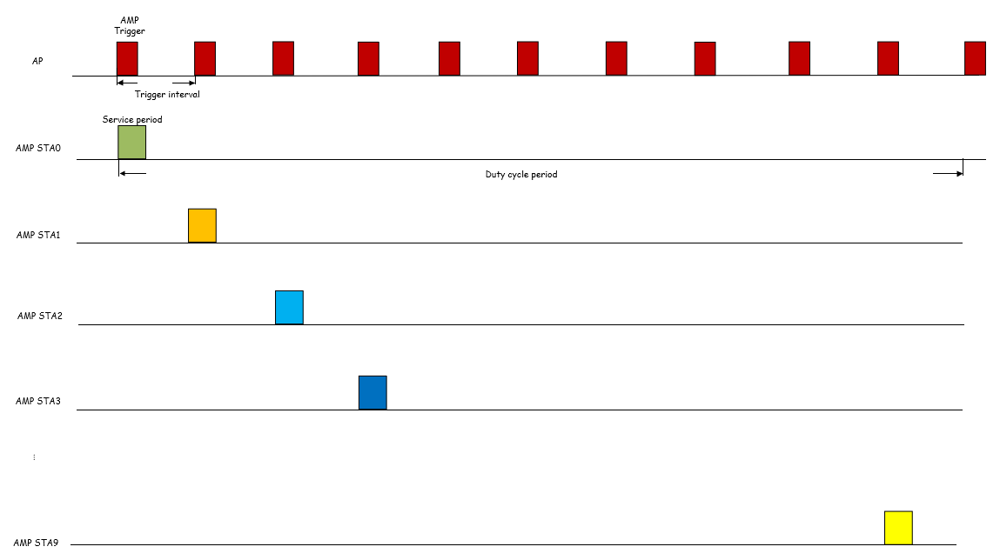 AMP
Trigger
AP
Trigger interval
Service period
AMP STA0
Duty cycle period
AMP STA1
AMP STA2
AMP STA3
⋮
AMP STA9